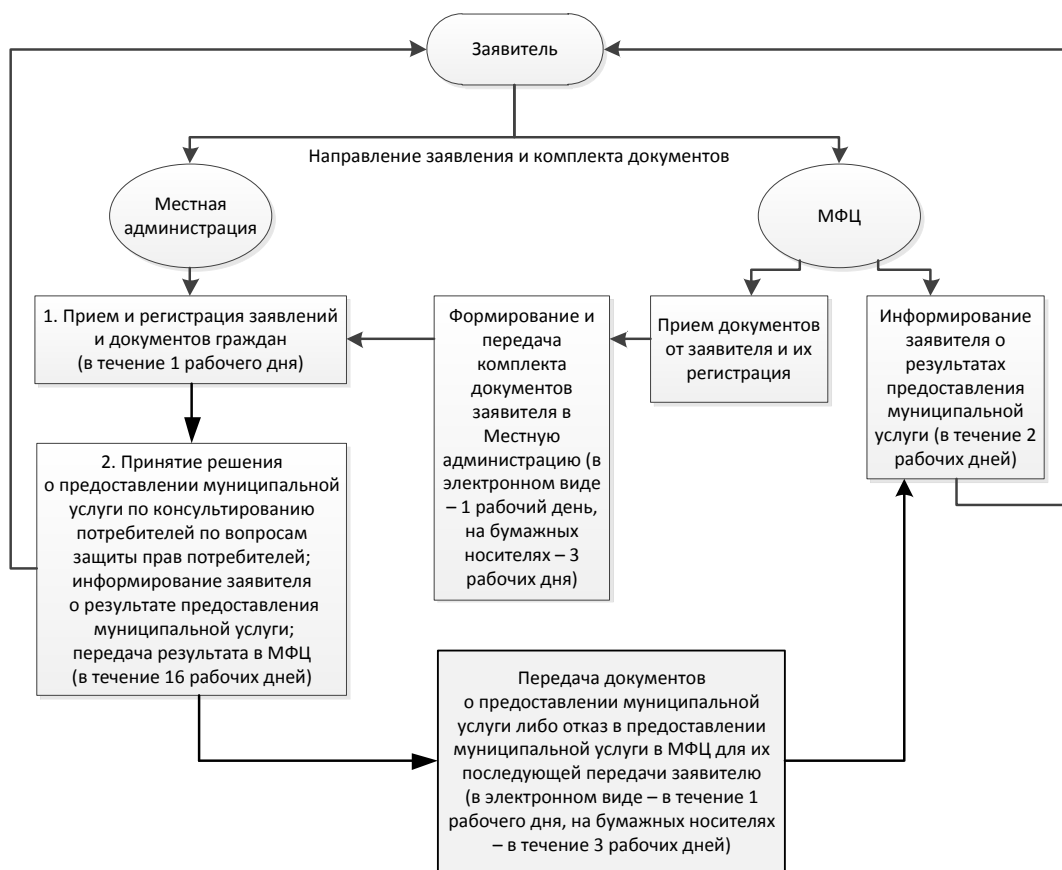 Заявитель
Направление заявления и комплекта документов
Местная
администрация
МФЦ
1. Прием и регистрация заявлений
и документов граждан
(в течение 1 рабочего дня)
Формирование и
передача
комплекта
документов
заявителя в
Местную
администрацию (в
электронном виде
– 1 рабочий день,
на бумажных
носителях – 3
рабочих дня)
Прием документов
от заявителя и их
регистрация
Информирование
заявителя о
результатах
предоставления
муниципальной
услуги (в течение 2
рабочих дней)
2. Принятие решения
о предоставлении муниципальной
услуги по консультированию
потребителей по вопросам
защиты прав потребителей;
информирование заявителя
о результате предоставления
муниципальной услуги;
передача результата в МФЦ
(в течение 16 рабочих дней)
Передача документов
о предоставлении муниципальной
услуги либо отказ в предоставлении
муниципальной услуги в МФЦ для их
последующей передачи заявителю
(в электронном виде – в течение 1
рабочего дня, на бумажных носителях
– в течение 3 рабочих дней)